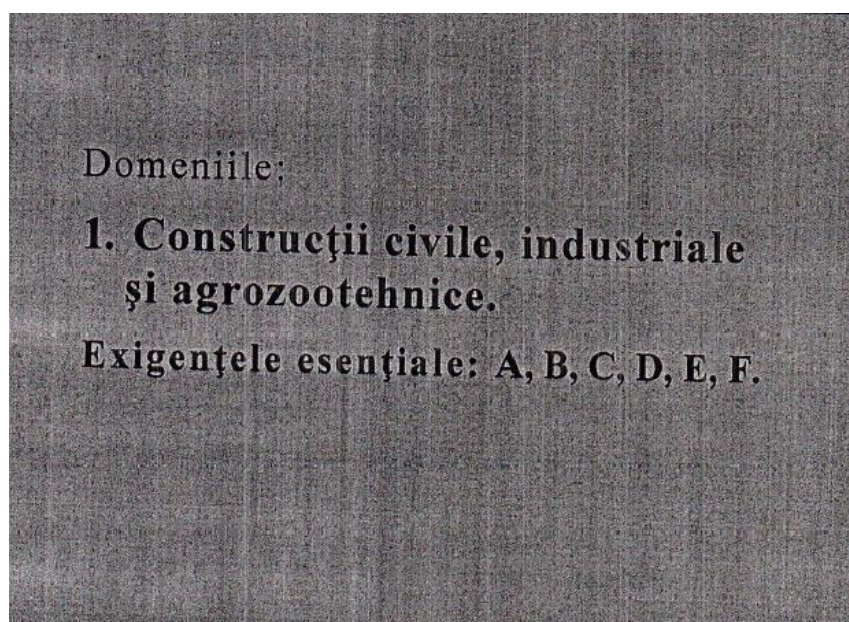 Domeniile:
1. Construcţii civile, industriale
şi agrozootehnice.
Exigenţele esenţiale: A, B, C, D, E, F.